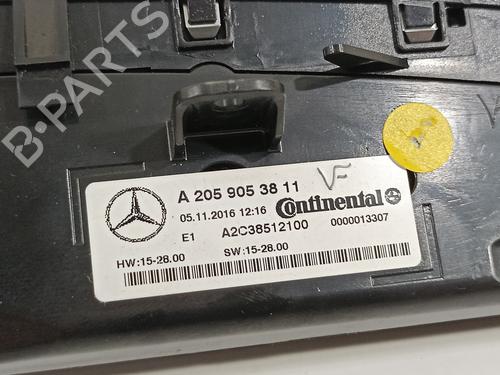 B-PARTS
A 205 905 38 11
VF
05.11.2016 12:16 Continental
E1 A2C38512100 0000013307
HW:15-28.00 SW:15-28.00